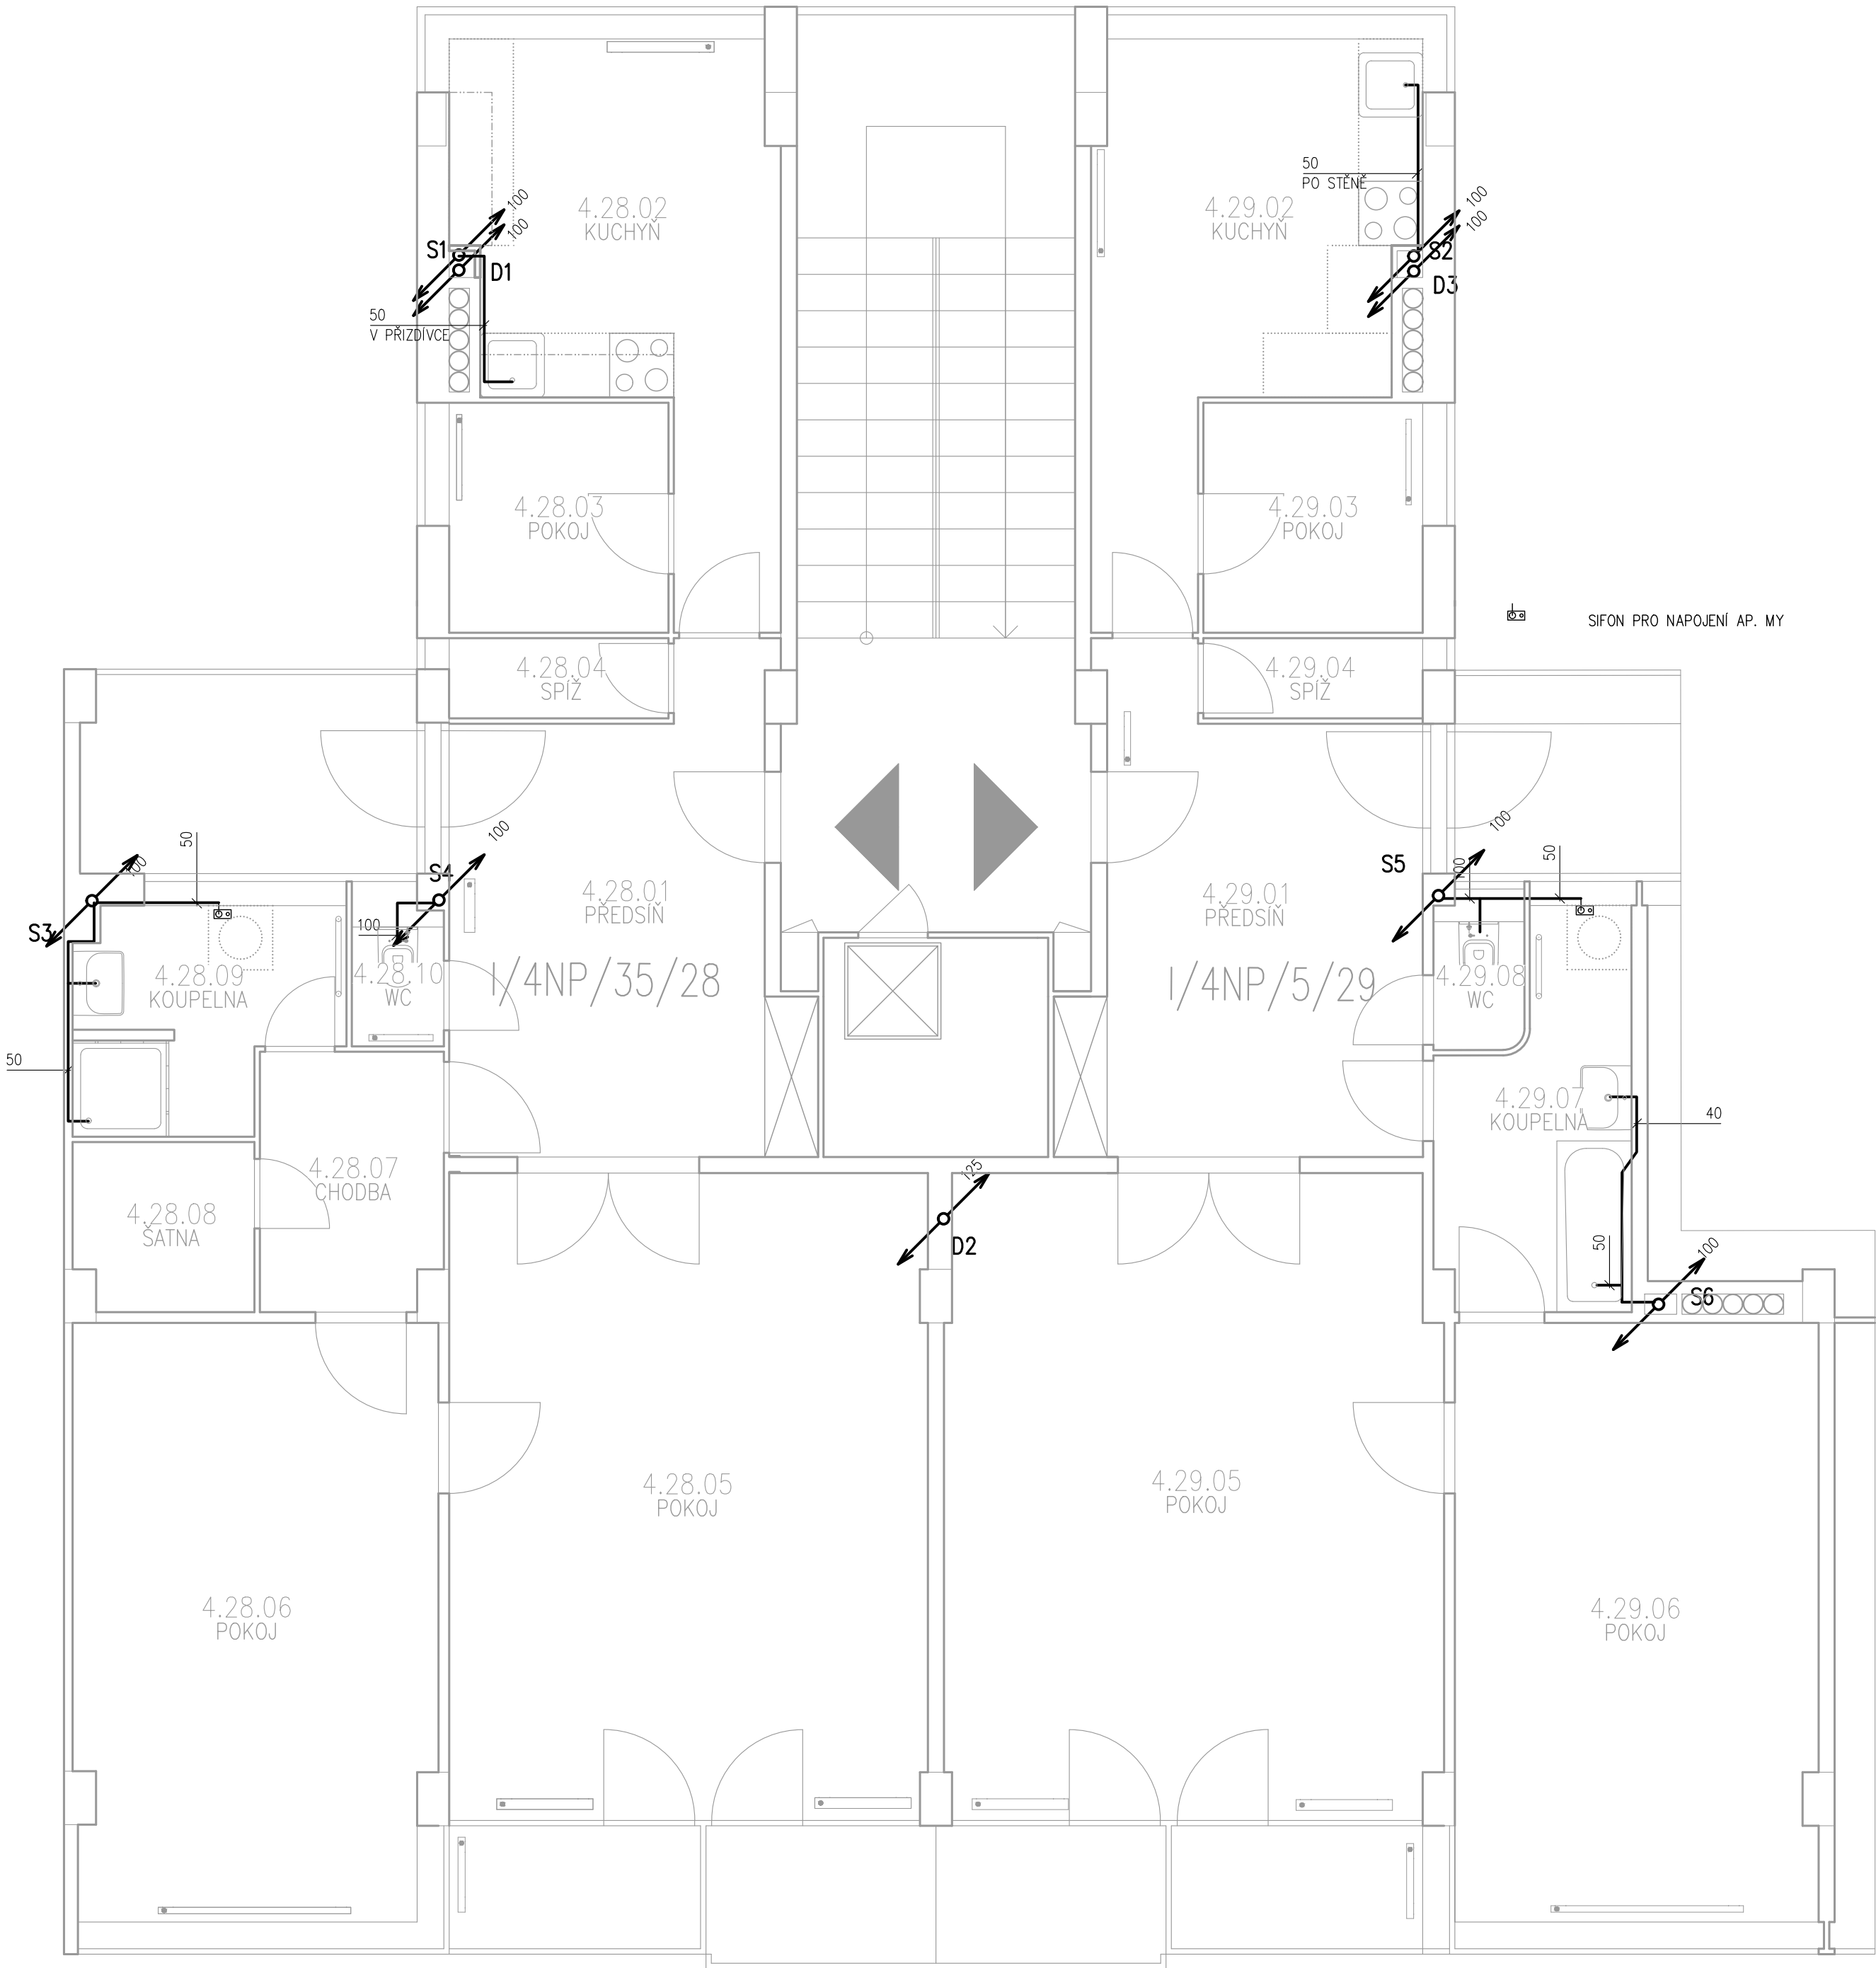 50
PO STĚNĚ
100
100
4.28.02
KUCHYŇ
4.29.02
KUCHYŇ
100
100
S1
D1
S2
D3
50
V PŘIZDÍVCE
4.28.03
POKOJ
4.29.03
POKOJ
SIFON PRO NAPOJENÍ AP. MY
4.28.04
SPÍŽ
4.29.04
SPÍŽ
50
100
100
100
50
100
S4
S5
S3
100
4.28.01
PŘEDSÍŇ
4.29.01
PŘEDSÍŇ
4.28.09
KOUPELNA
4.28.10
WC
I/4NP/35/28
I/4NP/5/29
4.29.08
WC
50
4.29.07
KOUPELNA
40
4.28.07
CHODBA
125
4.28.08
ŠATNA
D2
50
100
S6
4.28.05
POKOJ
4.29.05
POKOJ
4.28.06
POKOJ
4.29.06
POKOJ